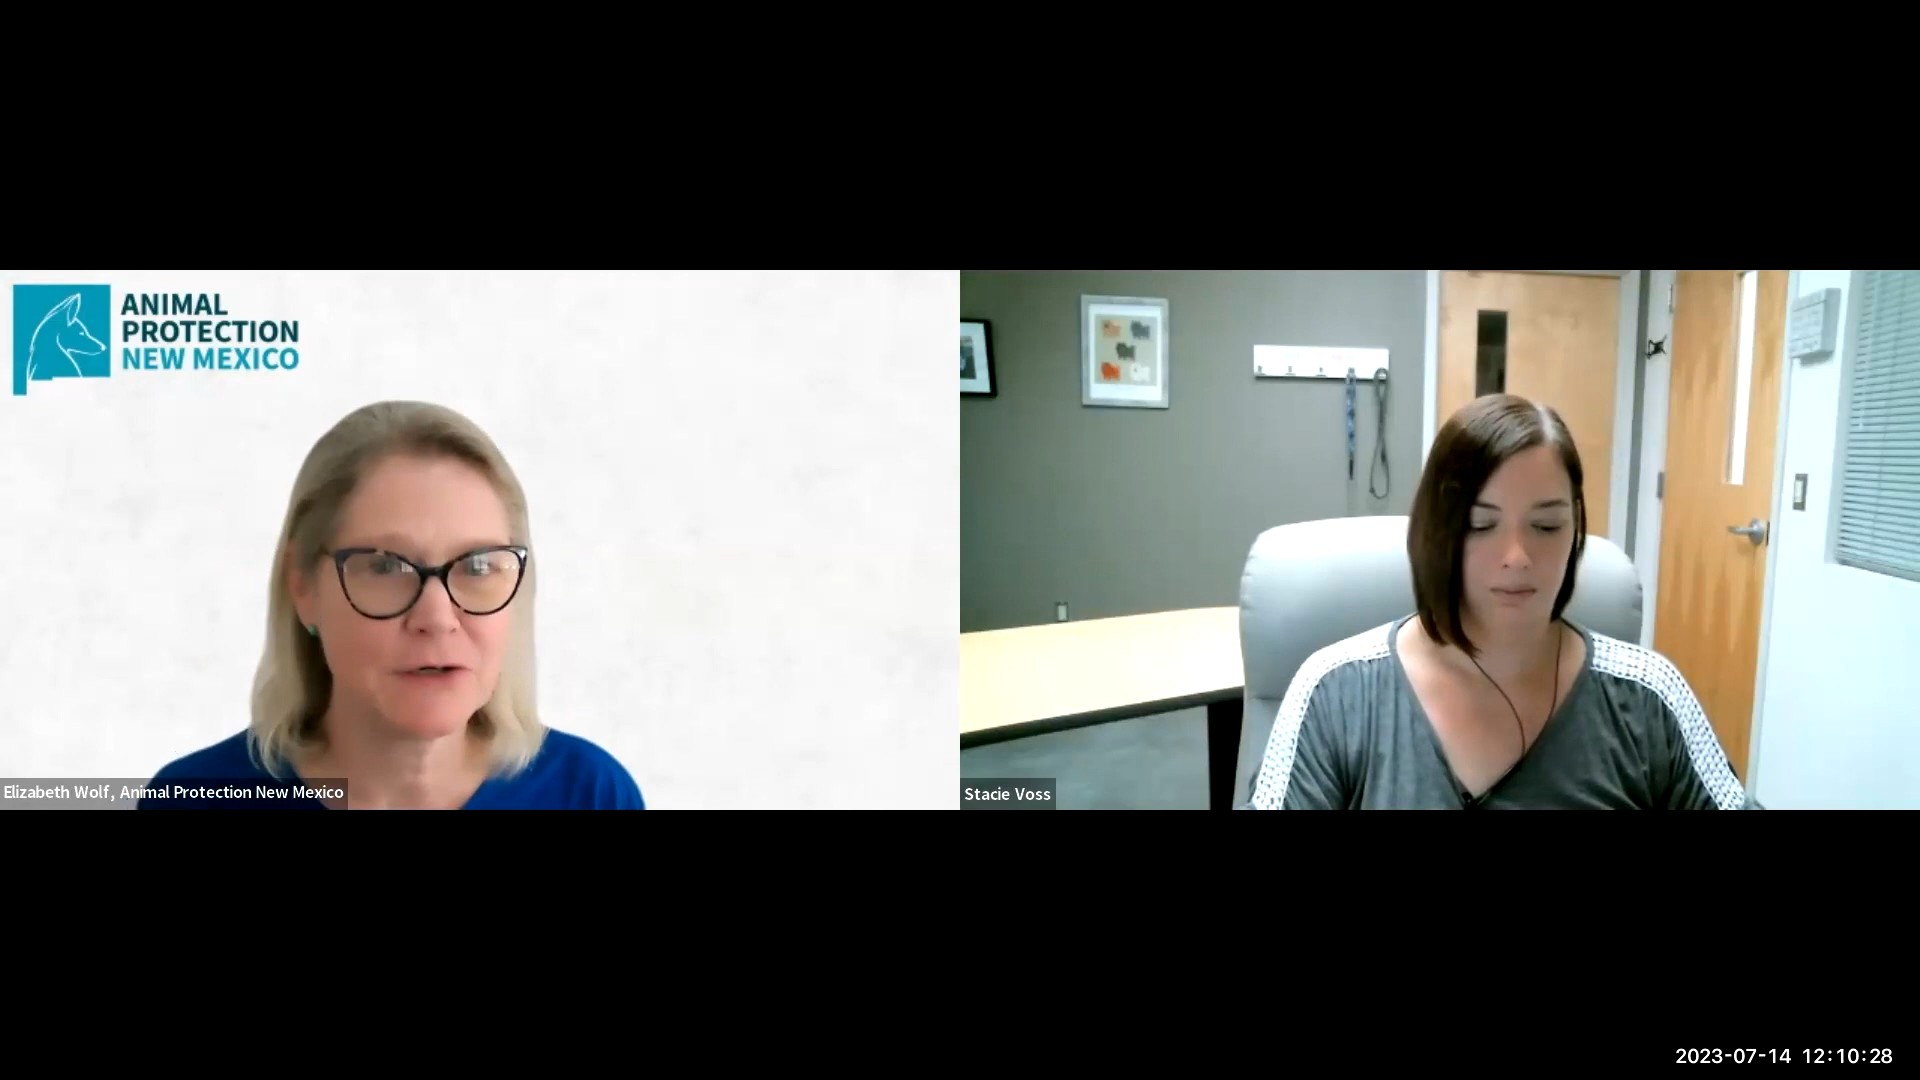 ANIMAL
PROTECTION
NEW MEXICO
Elizabeth Wolf, Animal Protection New Mexico
Stacie Voss
2023-07-14 12:10:28